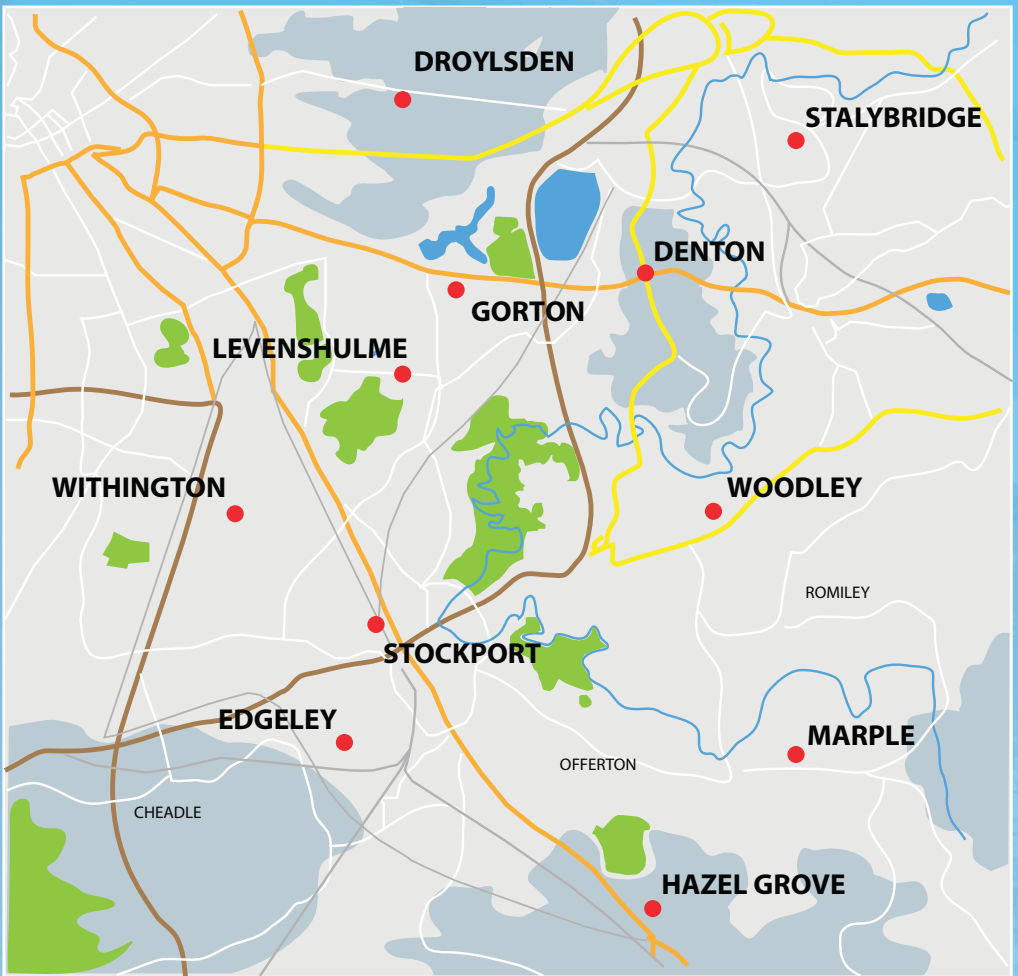 DROYLSDEN
STALYBRIDGE
DENTON
GORTON
LEVENSHULME
WITHINGTON
WOODLEY
ROMILEY
STOCKPORT
EDGELEY
MARPLE
OFFERTON
CHEADLE
HAZEL GROVE